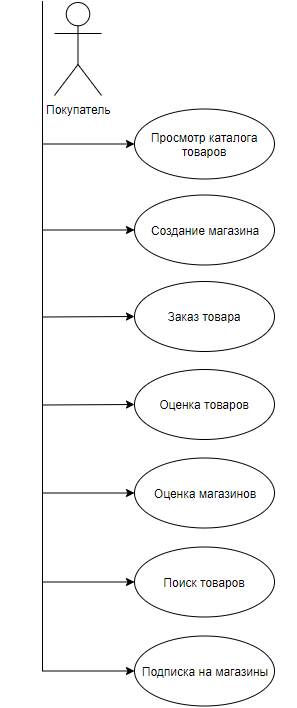 Покупатель
Просмотр каталога
товаров
Создание магазина
Заказ товара
Оценка товаров
Оценка магазинов
Поиск товаров
Подписка на магазины